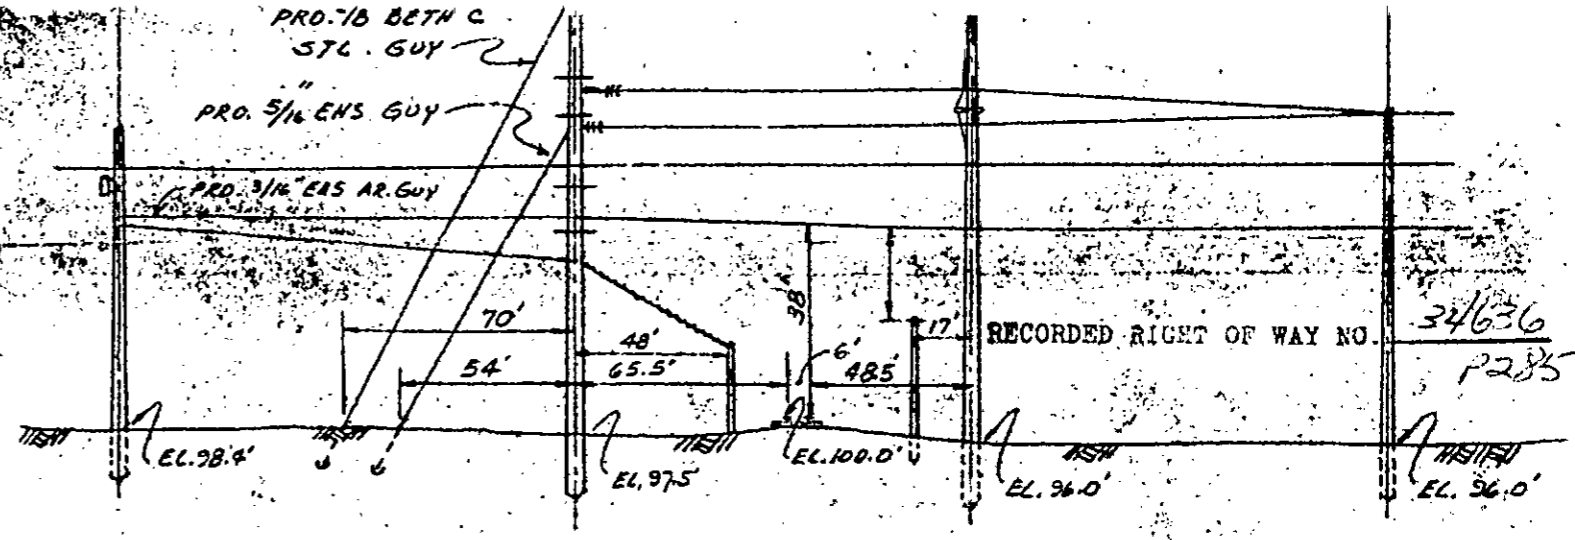 PRO. 7/8 BETH C
STL. GUY
PRO. 5/16" EHS GUY
PRO. 3/16" EHS AR. GUY
70'
48'
54'
65.5'
38'
6'
48.5'
17'
RECORDED RIGHT OF WAY NO. 34636
P285
EL. 98.4'
EL. 97.5'
EL. 100.0'
EL. 96.0'
EL. 96.0'